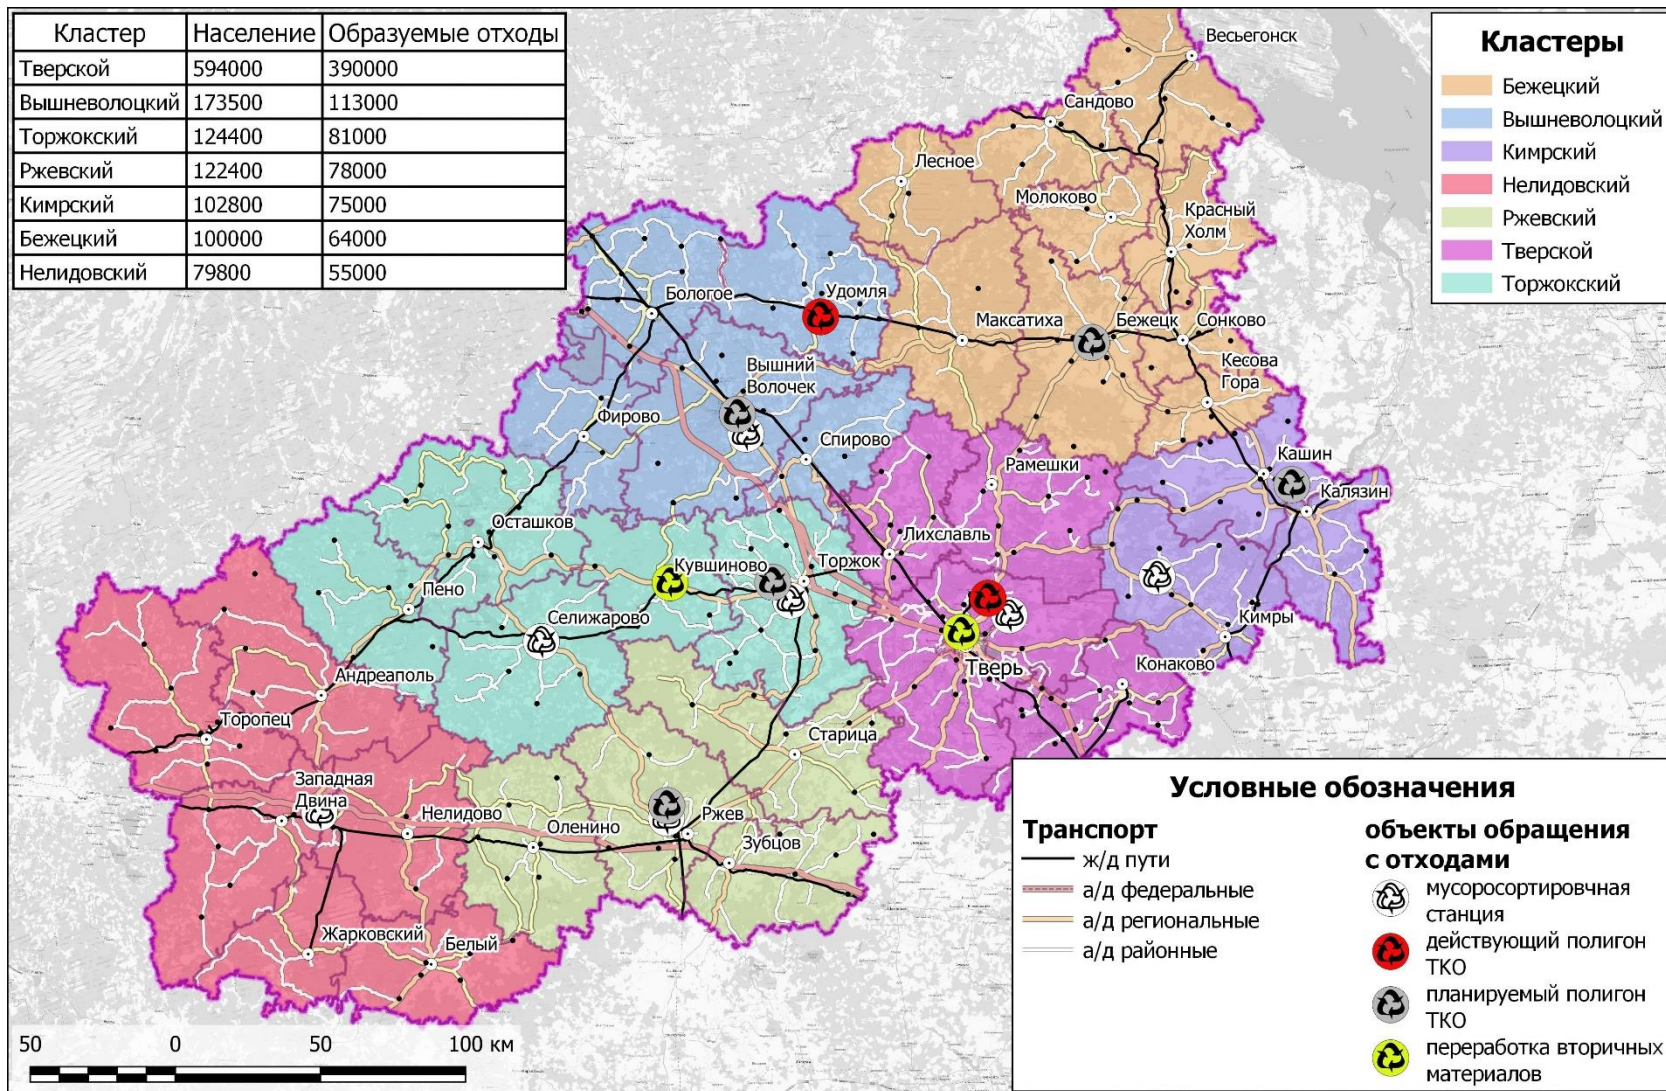 Кластер Население Образуемые отходы
Тверской 594000 390000
Вышневолоцкий 173500 113000
Торжокский 124400 81000
Ржевский 122400 78000
Кимрский 102800 75000
Бежецкий 100000 64000
Нелидовский 79800 55000
Кластеры
Бежецкий
Вышневолоцкий
Кимрский
Нелидовский
Ржевский
Тверской
Торжокский
Весьегонск
Сандово
Лесное
Молоково
Красный
Холм
Бологое
Удомля
Максатиха
Бежецк
Сонково
Кесова
Гора
Вышний
Волочек
Фирово
Спирово
Рамешки
Кашин
Калязин
Осташков
Лихславль
Кувшиново
Торжок
Пено
Селижарово
Кимры
Тверь
Конаково
Андреаполь
Торопец
Старица
Западная
Двина
Нелидово
Оленино
Ржев
Зубцов
Жарковский
Белый
Условные обозначения
Транспорт
ж/д пути
а/д федеральные
а/д региональные
а/д районные
объекты обращения
с отходами
мусоросортировчная
станция
действующий полигон
ТКО
планируемый полигон
ТКО
переработка вторичных
материалов
50 0 50 100 км